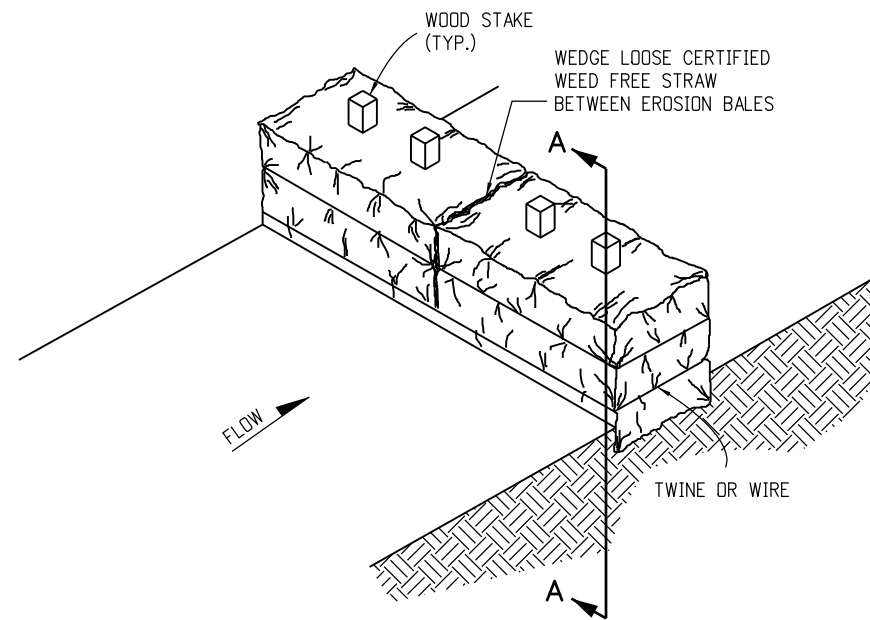 WOOD STAKE
(TYP.)
WEDGE LOOSE CERTIFIED
WEED FREE STRAW
BETWEEN EROSION BALES
A
FLOW
TWINE OR WIRE
A